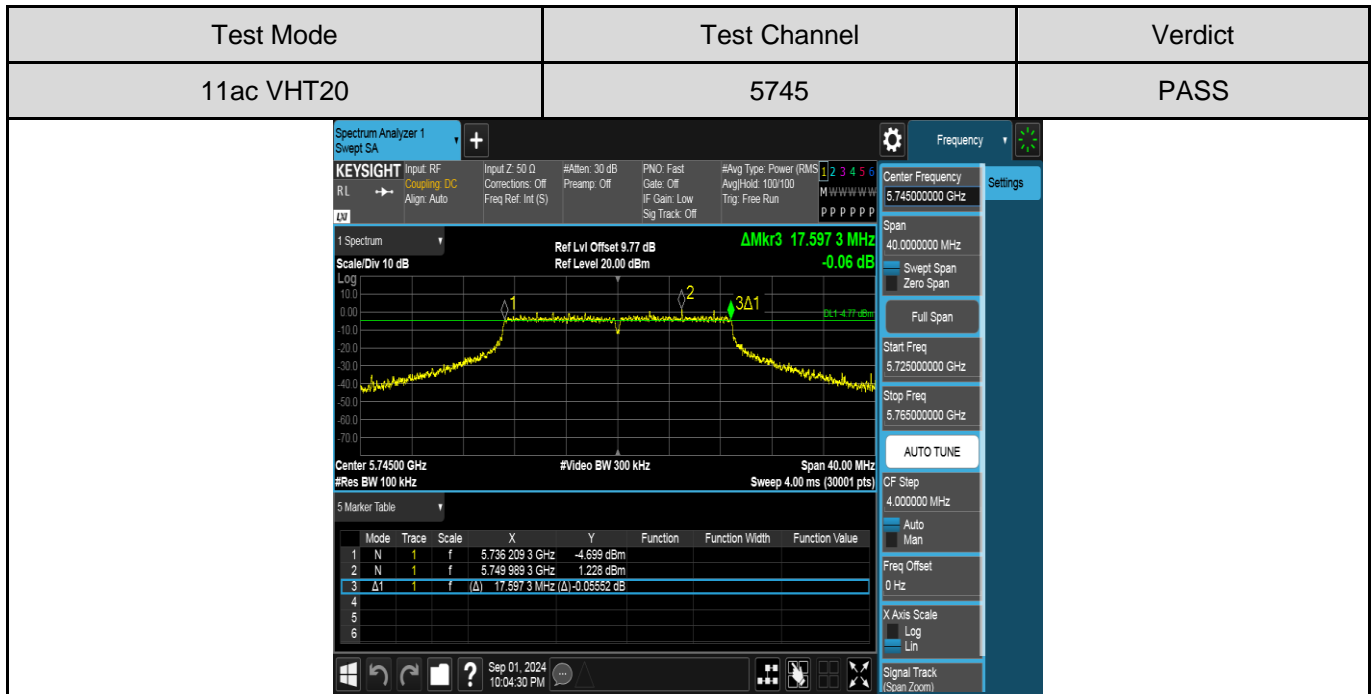 Test Mode Test Channel Verdict
11ac VHT20 5745 PASS
Spectrum Analyzer 1
Swept SA
+
Frequency
KEYSIGHT
RL
LXI
Input: RF
Coupling: DC
Align: Auto
Input Z: 50 Ω
Corrections: Off
Freq Ref: Int (S)
#Atten: 30 dB
Preamp: Off
PNO: Fast
Gate: Off
IF Gain: Low
Sig Track: Off
#Avg Type: Power (RMS
Avg|Hold: 100/100
Trig: Free Run
1 2 3 4 5 6
M W W W W W
P P P P P P
1 Spectrum
Scale/Div 10 dB
Ref Lvl Offset 9.77 dB
Ref Level 20.00 dBm
ΔMkr3 17.597 3 MHz
-0.06 dB
Log
10.0
0.00
-10.0
-20.0
-30.0
-40.0
-50.0
-60.0
-70.0
1
2
3Δ1
DL1 -4.77 dBm
Center 5.74500 GHz #Video BW 300 kHz Span 40.00 MHz
#Res BW 100 kHz Sweep 4.00 ms (30001 pts)
5 Marker Table
Mode Trace Scale X Y Function Function Width Function Value
1 N 1 f 5.736 209 3 GHz -4.699 dBm
2 N 1 f 5.749 989 3 GHz 1.228 dBm
3 Δ1 1 f (Δ) 17.597 3 MHz (Δ) -0.05552 dB
4
5
6
?
Sep 01, 2024
10:04:30 PM
Center Frequency
5.745000000 GHz
Settings
Span
40.0000000 MHz
Swept Span
Zero Span
Full Span
Start Freq
5.725000000 GHz
Stop Freq
5.765000000 GHz
AUTO TUNE
CF Step
4.000000 MHz
Auto
Man
Freq Offset
0 Hz
X Axis Scale
Log
Lin
Signal Track
(Span Zoom)